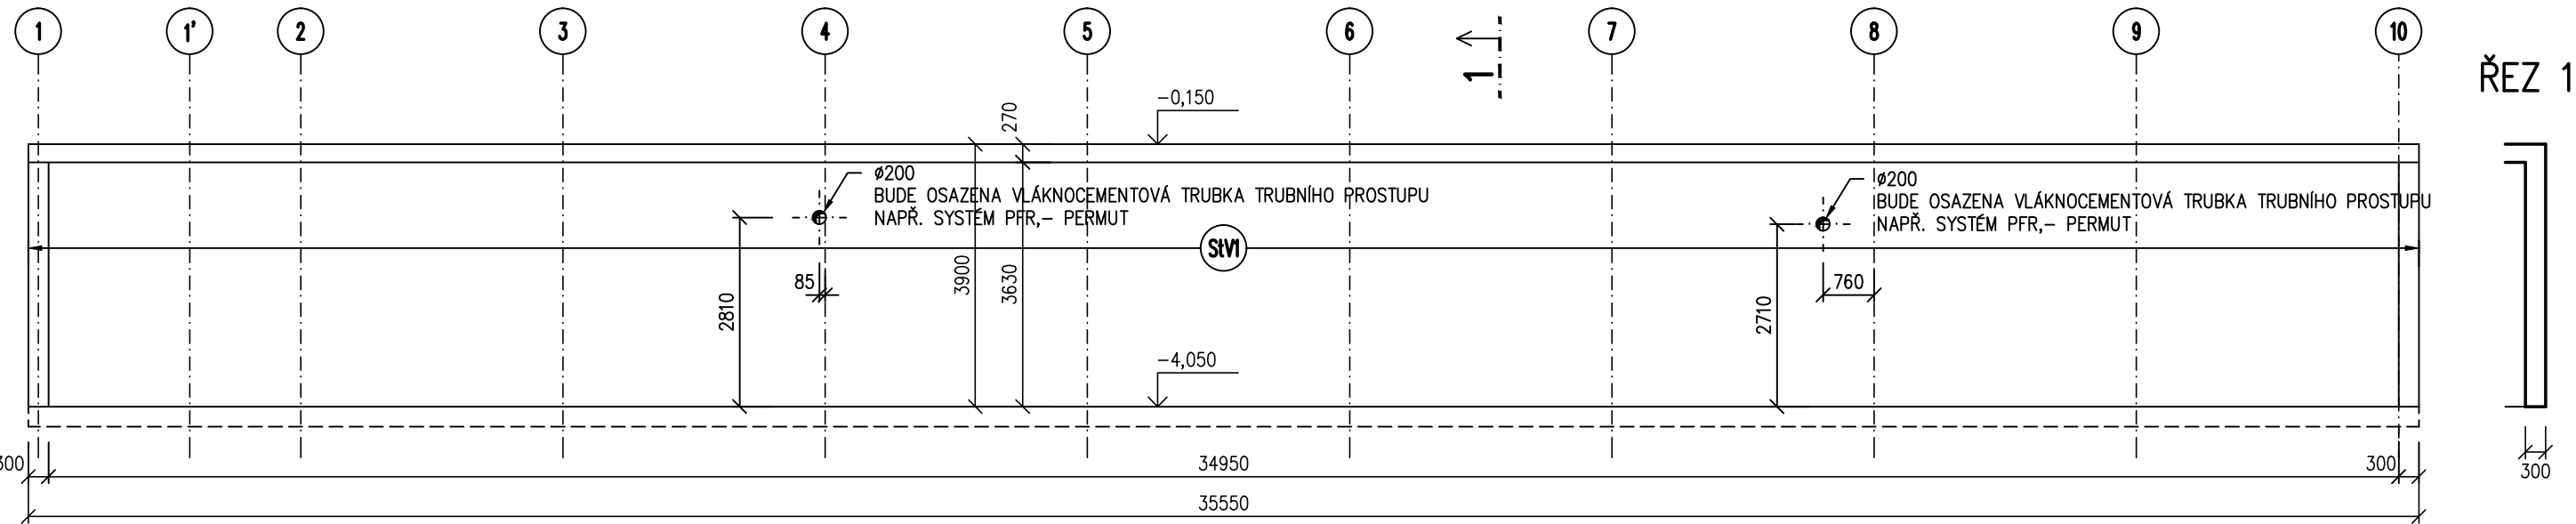 1 1' 2 3 4 5 6 7 8 9 10
1
ŘEZ 1
-0,150
270
ø200
BUDE OSAZENA VLÁKNOCEMENTOVÁ TRUBKA TRUBNÍHO PROSTUPU
NAPŘ. SYSTÉM PFR,- PERMUT
ø200
BUDE OSAZENA VLÁKNOCEMENTOVÁ TRUBKA TRUBNÍHO PROSTUPU
NAPŘ. SYSTÉM PFR,- PERMUT
StV1
85
2810
3900
3630
760
2710
-4,050
300
34950
300
300
35550